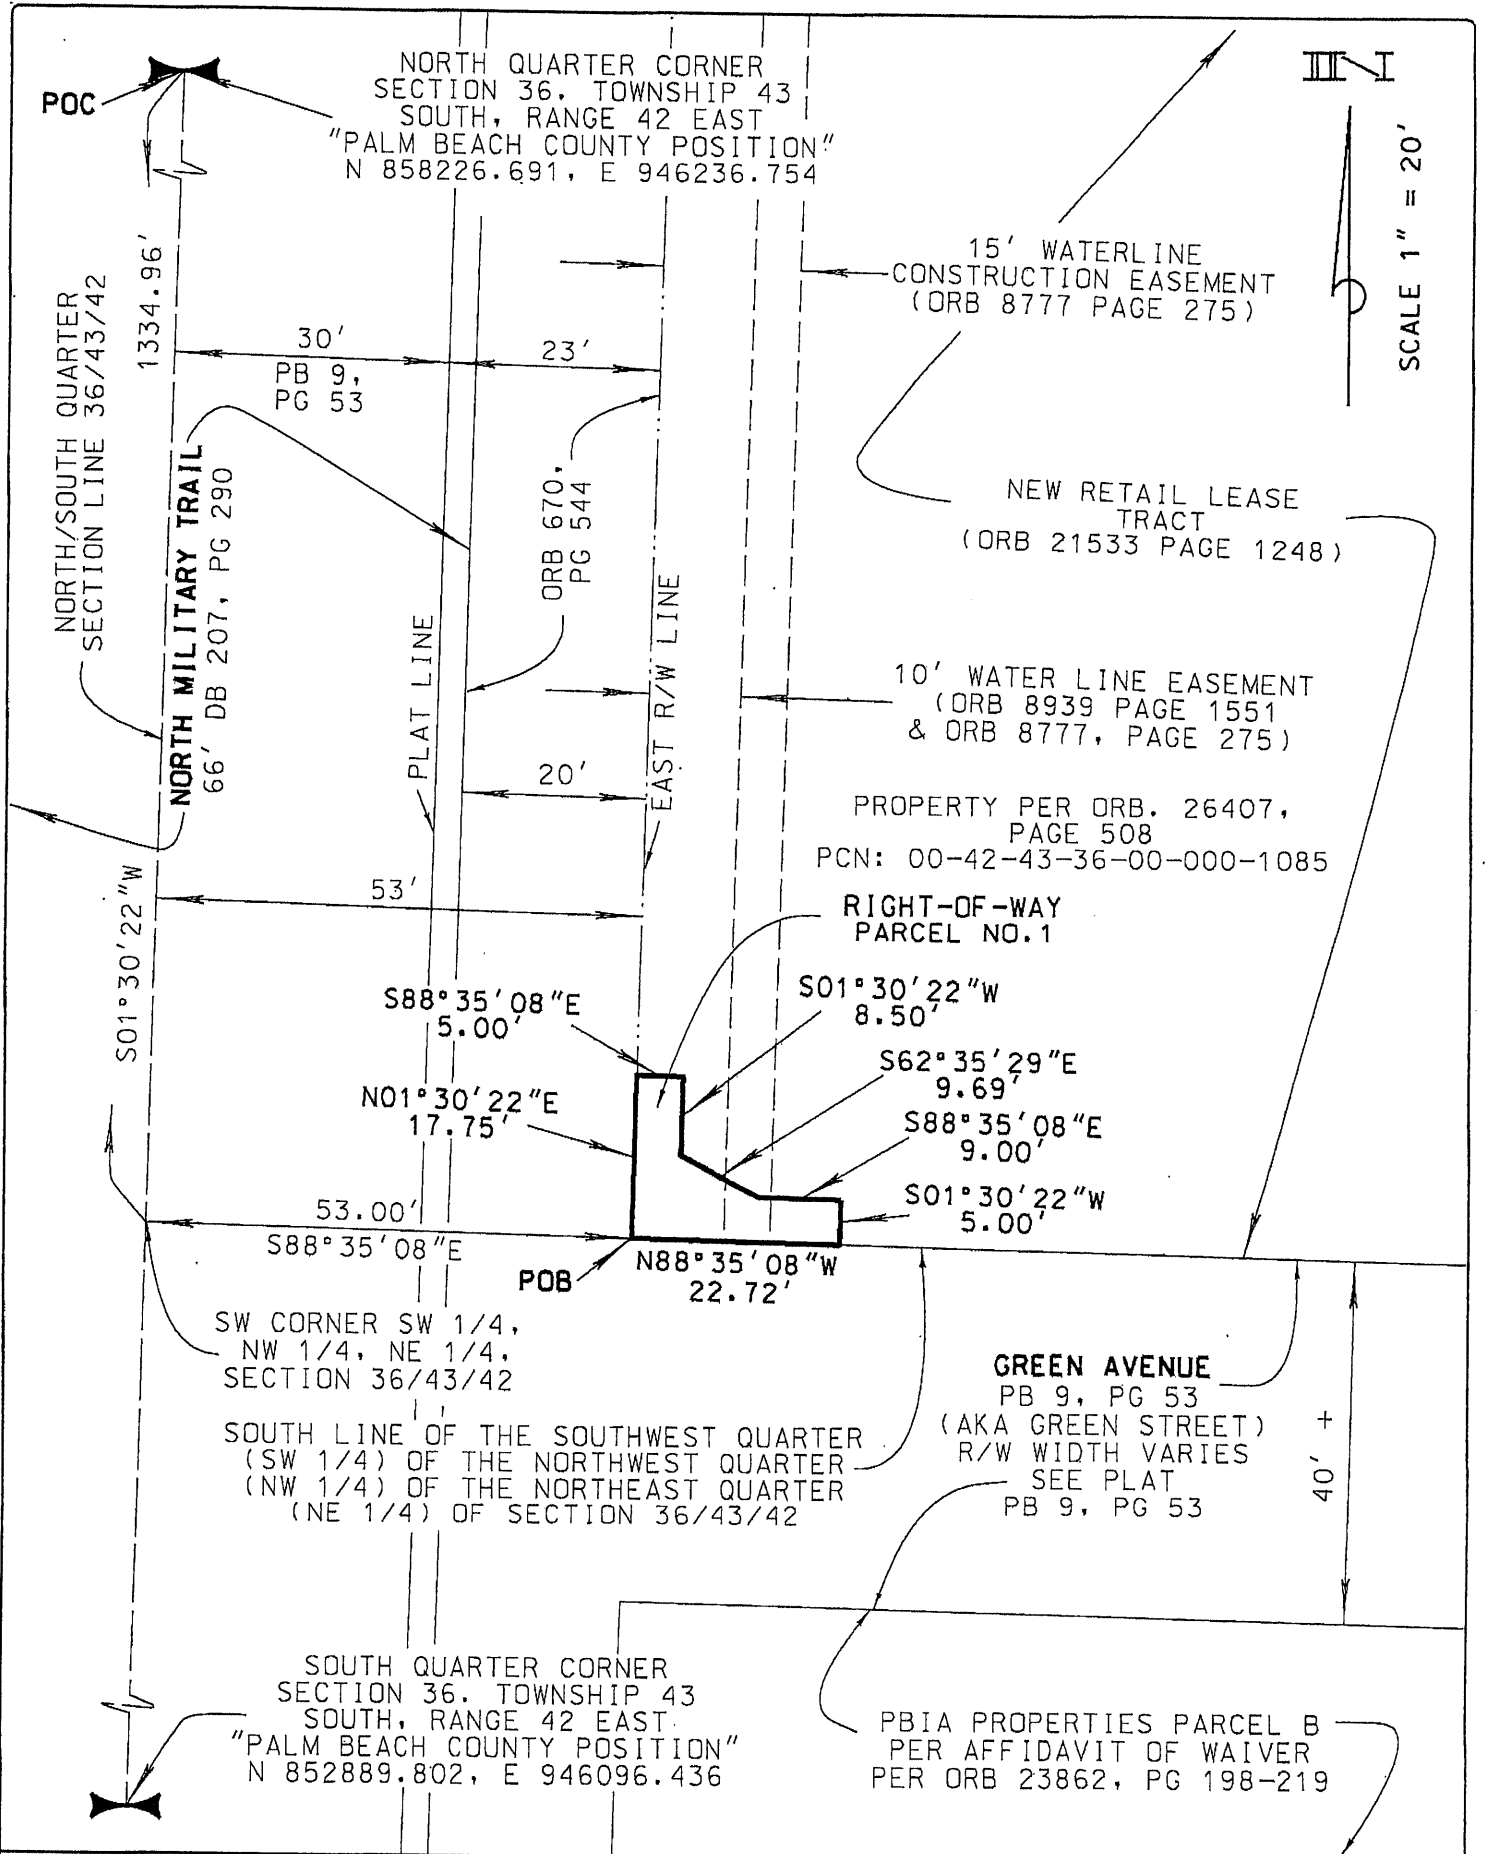 POC
NORTH QUARTER CORNER
SECTION 36. TOWNSHIP 43
SOUTH, RANGE 42 EAST
"PALM BEACH COUNTY POSITION"
N 858226.691, E 946236.754
SCALE 1" = 20'
15' WATERLINE
CONSTRUCTION EASEMENT
(ORB 8777 PAGE 275)
NORTH/SOUTH QUARTER
SECTION LINE 36/43/42
1334.96'
30'
PB 9,
PG 53
23'
NORTH MILITARY TRAIL
66' DB 207, PG 290
ORB 670,
PG 544
NEW RETAIL LEASE
TRACT
(ORB 21533 PAGE 1248)
PLAT LINE
EAST R/W LINE
10' WATER LINE EASEMENT
(ORB 8939 PAGE 1551
& ORB 8777, PAGE 275)
20'
PROPERTY PER ORB. 26407,
PAGE 508
PCN: 00-42-43-36-00-000-1085
53'
S01°30'22"W
RIGHT-OF-WAY
PARCEL NO.1
S88°35'08"E
5.00'
S01°30'22"W
8.50'
S62°35'29"E
9.69'
N01°30'22"E
17.75'
S88°35'08"E
9.00'
S01°30'22"W
5.00'
53.00'
S88°35'08"E
POB
N88°35'08"W
22.72'
SW CORNER SW 1/4,
NW 1/4, NE 1/4,
SECTION 36/43/42
GREEN AVENUE
PB 9, PG 53
(AKA GREEN STREET)
R/W WIDTH VARIES
SEE PLAT
PB 9, PG 53
40' +
SOUTH LINE OF THE SOUTHWEST QUARTER
(SW 1/4) OF THE NORTHWEST QUARTER
(NW 1/4) OF THE NORTHEAST QUARTER
(NE 1/4) OF SECTION 36/43/42
SOUTH QUARTER CORNER
SECTION 36. TOWNSHIP 43
SOUTH, RANGE 42 EAST
"PALM BEACH COUNTY POSITION"
N 852889.802, E 946096.436
PBIA PROPERTIES PARCEL B
PER AFFIDAVIT OF WAIVER
PER ORB 23862, PG 198-219